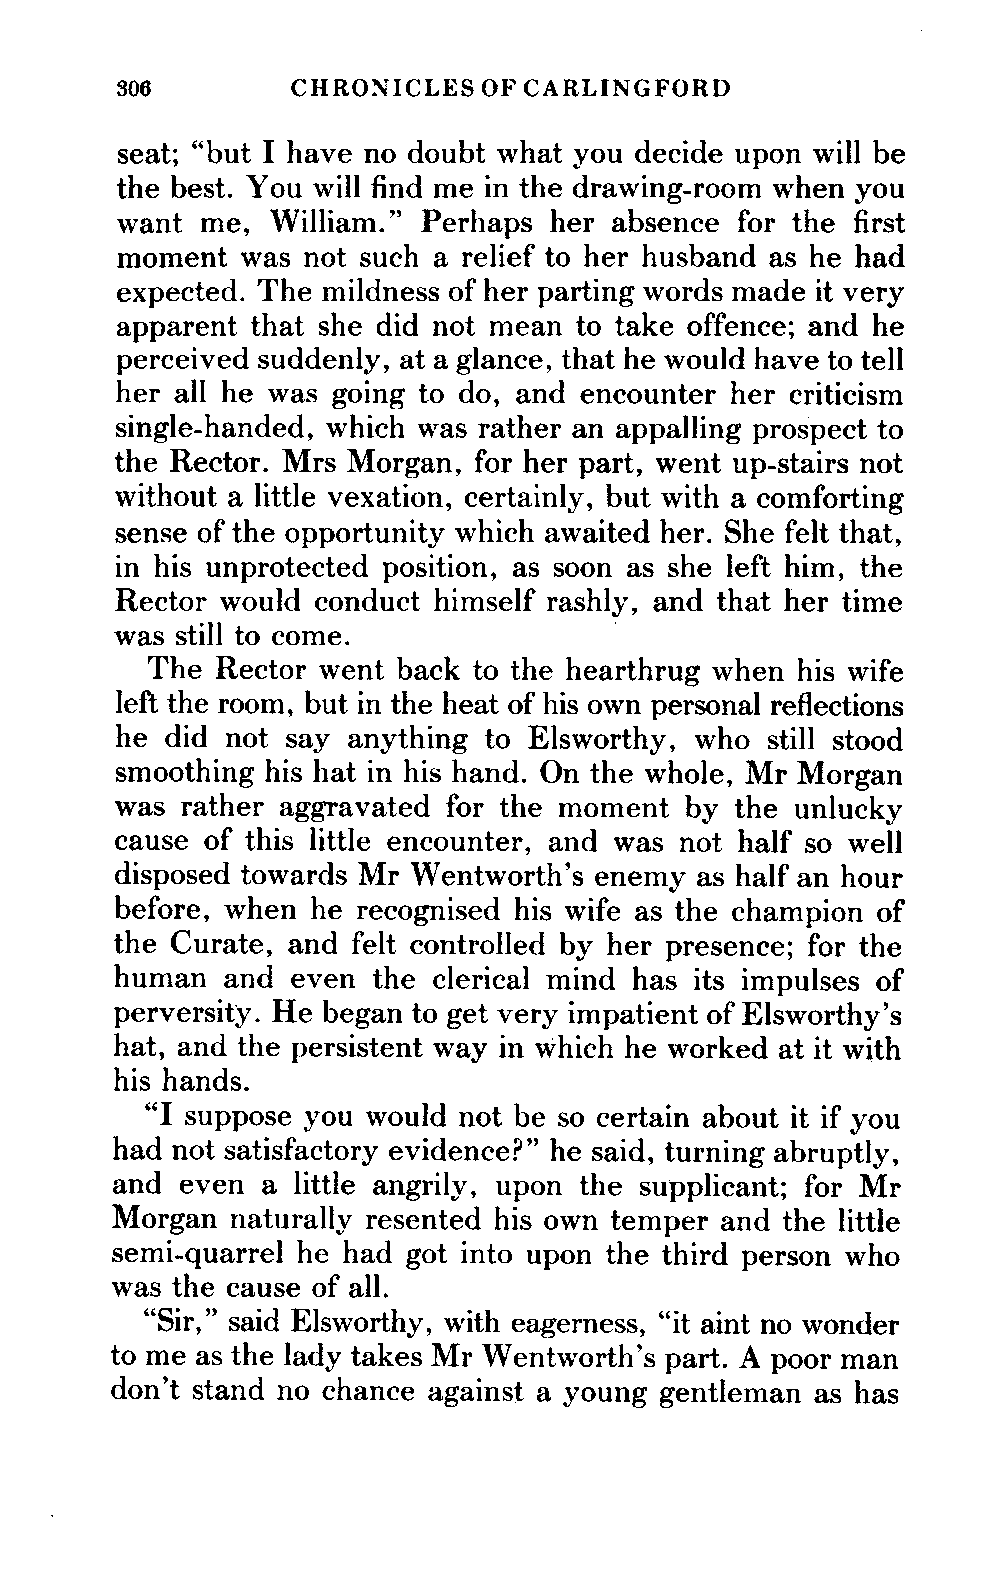 306 CHRONICLES OF CARLINGFORD
seat; “but I have no doubt what you decide upon will be
the best. You will find me in the drawing-room when you
want me, William.” Perhaps her absence for the first
moment was not such a relief to her husband as he had
expected. The mildness of her parting words made it very
apparent that she did not mean to take offence; and he
perceived suddenly, at a glance, that he would have to tell
her all he was going to do, and encounter her criticism
single-handed, which was rather an appalling prospect to
the Rector. Mrs Morgan, for her part, went up-stairs not
without a little vexation, certainly, but with a comforting
sense of the opportunity which awaited her. She felt that,
in his unprotected position, as soon as she left him, the
Rector would conduct himself rashly, and that her time
was still to come.
The Rector went back to the hearthrug when his wife
left the room, but in the heat of his own personal reflections
he did not say anything to Elsworthy, who still stood
smoothing his hat in his hand. On the whole, Mr Morgan
was rather aggravated for the moment by the unlucky
cause of this little encounter, and was not half so well
disposed towards Mr Wentworth’s enemy as half an hour
before, when he recognised his wife as the champion of
the Curate, and felt controlled by her presence; for the
human and even the clerical mind has its impulses of
perversity. He began to get very impatient of Elsworthy’s
hat, and the persistent way in which he worked at it with
his hands.
“I suppose you would not be so certain about it if you
had not satisfactory evidence?” he said, turning abruptly,
and even a little angrily, upon the supplicant; for Mr
Morgan naturally resented his own temper and the little
semi-quarrel he had got into upon the third person who
was the cause of all.
“Sir,” said Elsworthy, with eagerness, “it aint no wonder
to me as the lady takes Mr Wentworth’s part. A poor man
don’t stand no chance against a young gentleman as has